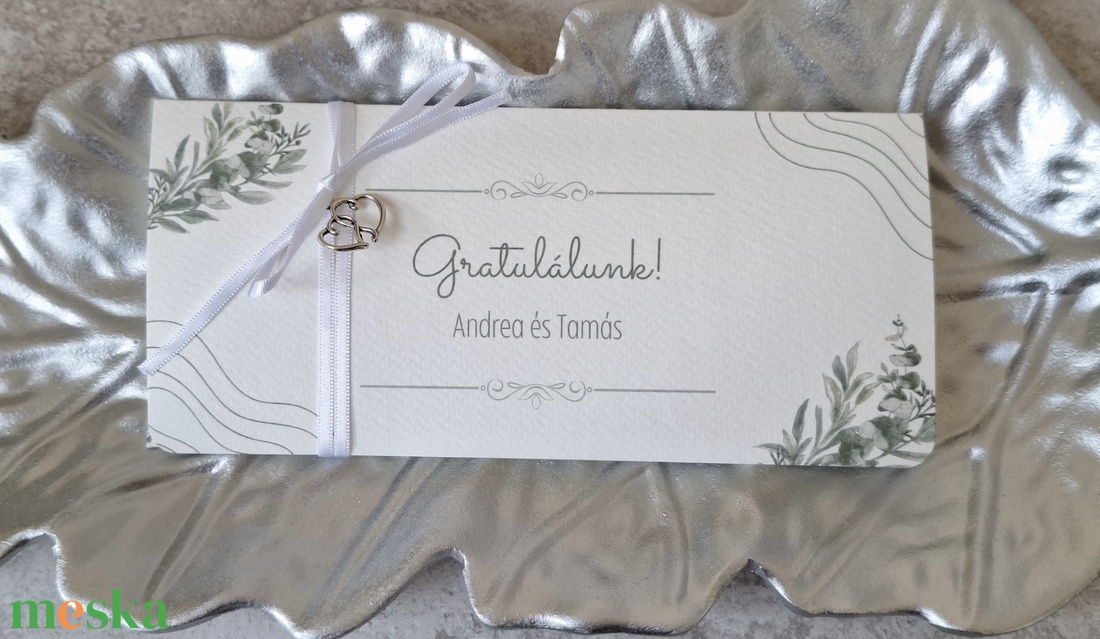 Gratulálunk!
Andrea és Tamás
meska